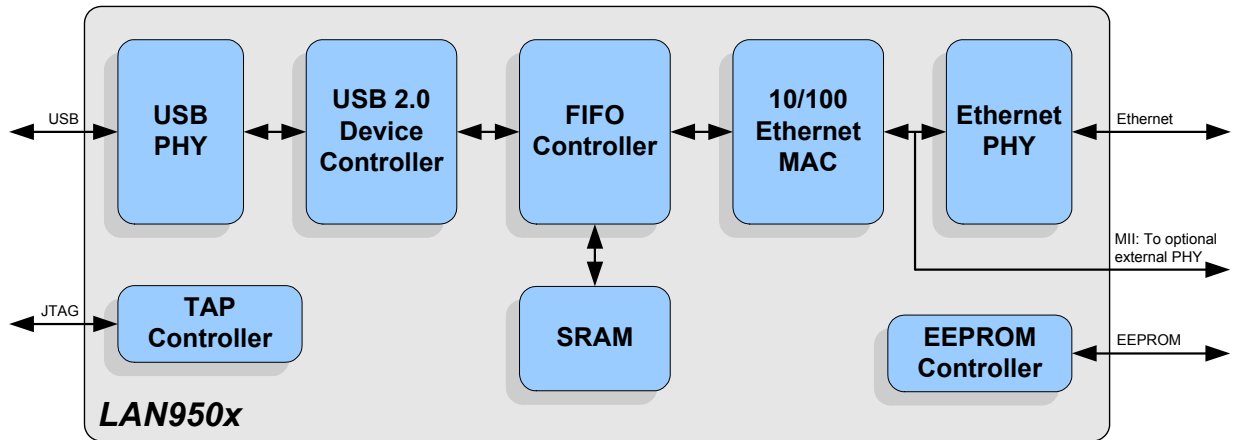 USB
USB
PHY
USB 2.0
Device
Controller
FIFO
Controller
10/100
Ethernet
MAC
Ethernet
PHY
Ethernet
MII: To optional
external PHY
JTAG
TAP
Controller
SRAM
EEPROM
Controller
EEPROM
LAN950x